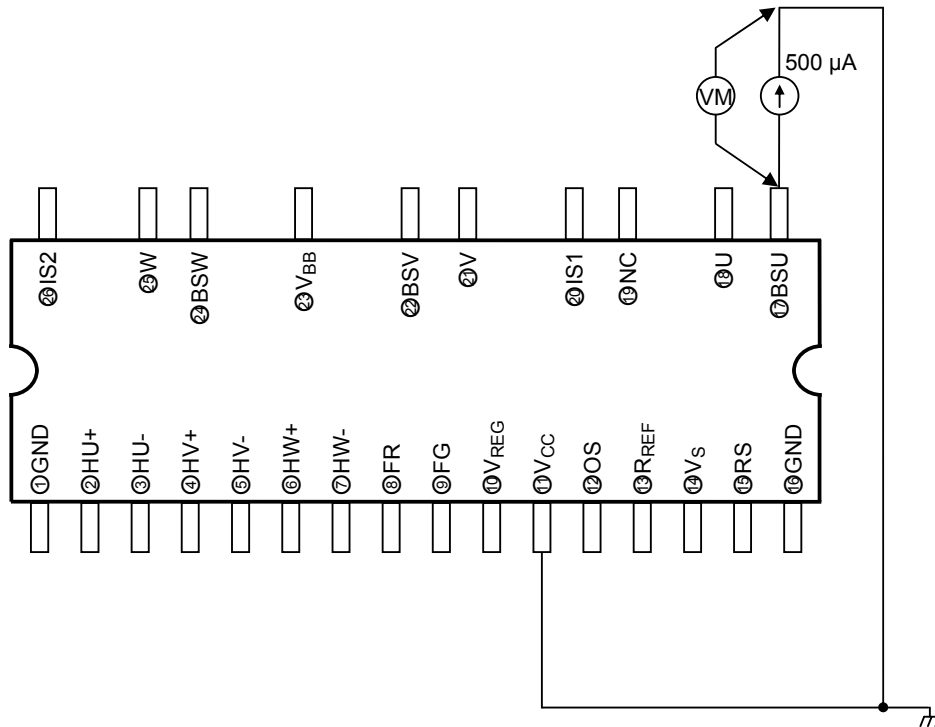 500 µA
VM
㉖IS2
㉕W
㉔BSW
㉓VBB
㉒BSV
㉑V
⑳IS1
⑲NC
⑱U
⑰BSU
①GND
②HU+
③HU-
④HV+
⑤HV-
⑥HW+
⑦HW-
⑧FR
⑨FG
⑩VREG
⑪VCC
⑫OS
⑬RREF
⑭VS
⑮RS
⑯GND